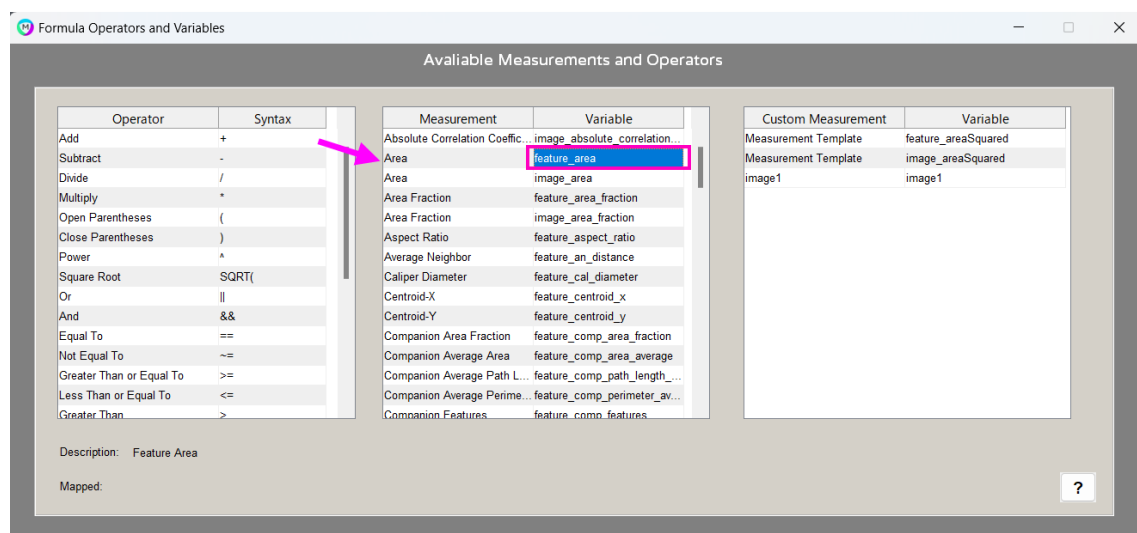 Formula Operators and Variables
Avaliable Measurements and Operators
Operator Syntax
Add +
Subtract -
Divide /
Multiply *
Open Parentheses (
Close Parentheses )
Power ^
Square Root SQRT(
Or ||
And &&
Equal To ==
Not Equal To ~=
Greater Than or Equal To >=
Less Than or Equal To <=
Greater Than >
Measurement Variable
Absolute Correlation Coeffic... image_absolute_correlation...
Area feature_area
Area image_area
Area Fraction feature_area_fraction
Area Fraction image_area_fraction
Aspect Ratio feature_aspect_ratio
Average Neighbor feature_an_distance
Caliper Diameter feature_cal_diameter
Centroid-X feature_centroid_x
Centroid-Y feature_centroid_y
Companion Area Fraction feature_comp_area_fraction
Companion Average Area feature_comp_area_average
Companion Average Path L... feature_comp_path_length_...
Companion Average Perime... feature_comp_perimeter_av...
Companion Features feature_comp_features
Custom Measurement Variable
Measurement Template feature_areaSquared
Measurement Template image_areaSquared
image1 image1
Description: Feature Area
Mapped:
?